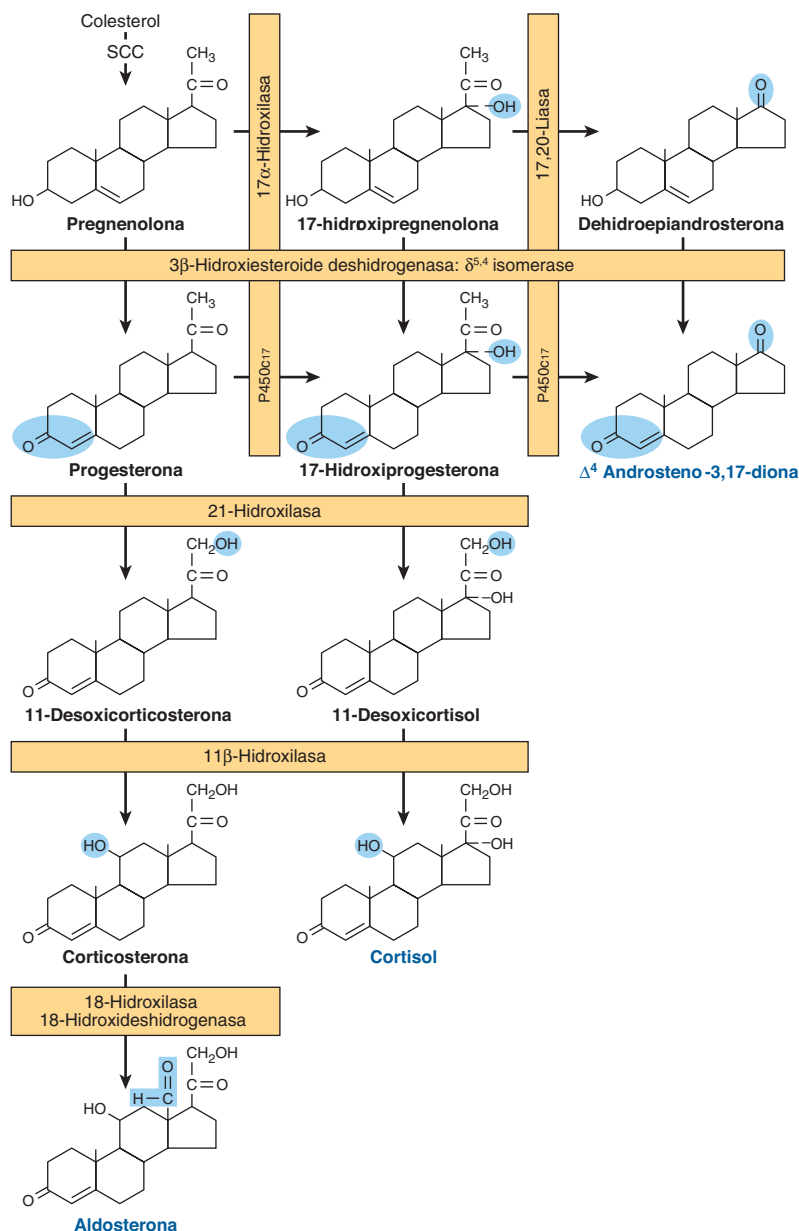 Colesterol
SCC
CH3
C=O
HO
Pregnenolona
17α-Hidroxilasa
CH3
C=O
OH
HO
17-hidroxipregnenolona
17,20-Liasa
O
HO
Dehidroepiandrosterona
3β-Hidroxiesteroide deshidrogenasa: δ5,4 isomerase
CH3
C=O
O
Progesterona
P450c17
CH3
C=O
OH
O
17-Hidroxiprogesterona
P450c17
O
O
Δ4 Androsteno-3,17-diona
21-Hidroxilasa
CH2OH
C=O
O
11-Desoxicorticosterona
CH2OH
C=O
OH
O
11-Desoxicortisol
11β-Hidroxilasa
CH2OH
C=O
HO
O
Corticosterona
CH2OH
C=O
OH
HO
O
Cortisol
18-Hidroxilasa
18-Hidroxideshidrogenasa
O
CH2OH
H-C
C=O
HO
O
Aldosterona